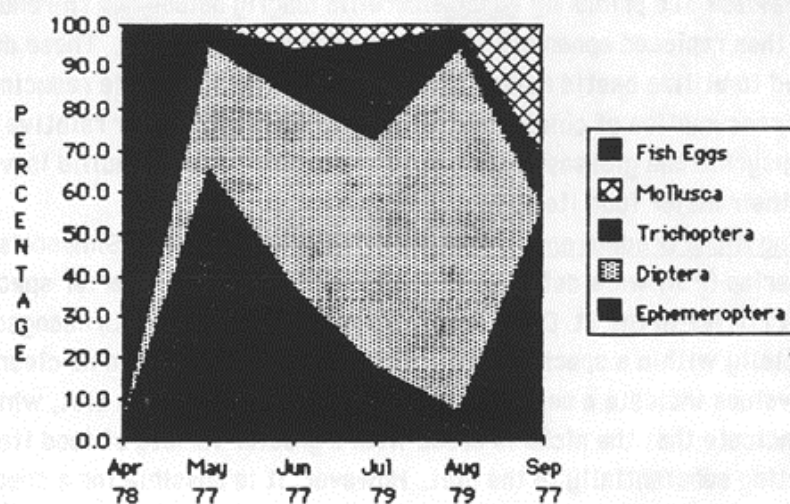 100.0
90.0
80.0
70.0
60.0
50.0
40.0
30.0
20.0
10.0
0.0
PERCENTAGE
Apr May Jun Jul Aug Sep
78 77 77 79 79 77
Fish Eggs
Mollusca
Trichoptera
Diptera
Ephemeroptera